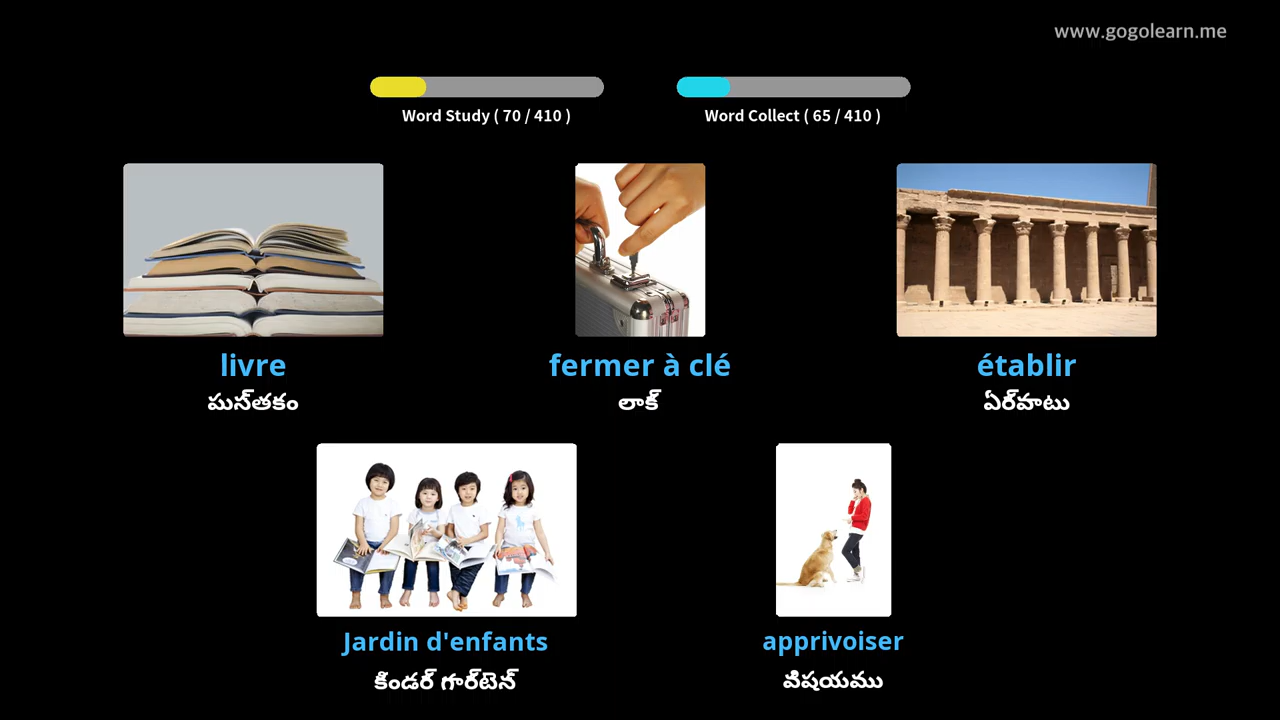 www.gogolearn.me
Word Study ( 70 / 410 )
Word Collect ( 65 / 410 )
livre
పుస్తకం
fermer à clé
లాక్
établir
ఏర్పాటు
Jardin d'enfants
కిండర్ గార్టెన్
apprivoiser
విషయము